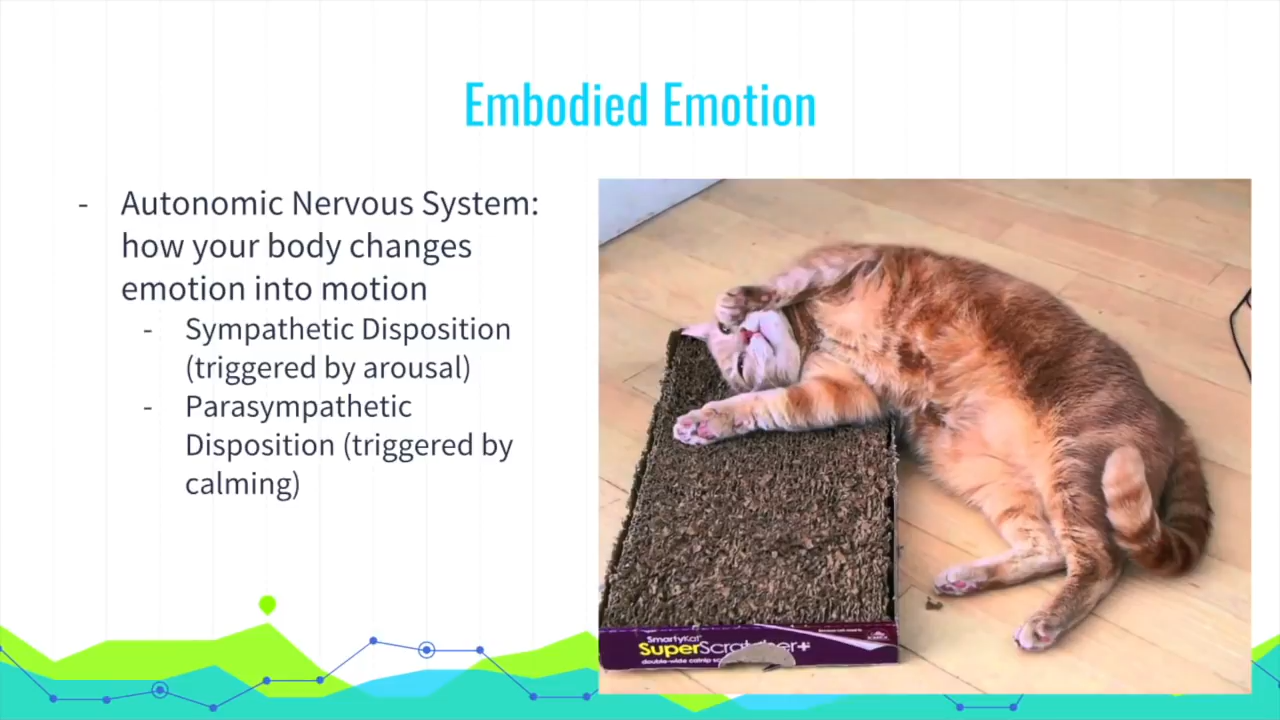 Embodied Emotion
- Autonomic Nervous System:
how your body changes
emotion into motion
- Sympathetic Disposition
(triggered by arousal)
- Parasympathetic
Disposition (triggered by
calming)
SmartyKat
SuperScratcher+
double-wide catnip